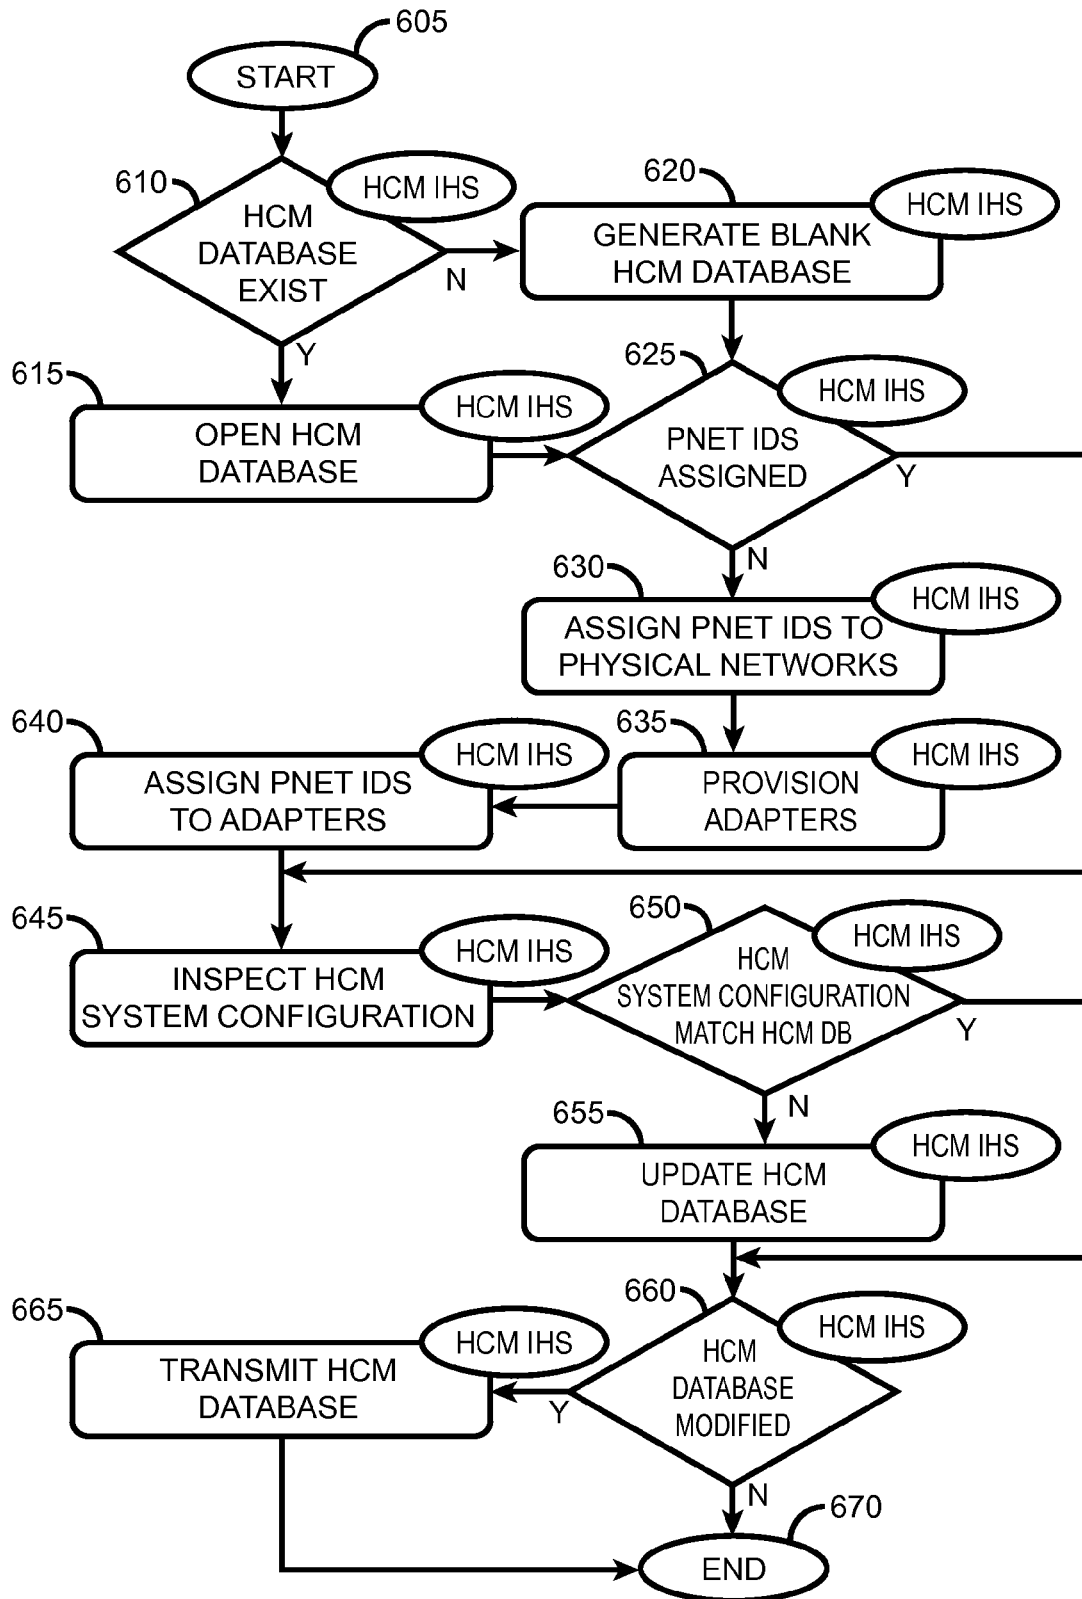 605
START
610
HCM IHS
HCM
DATABASE
EXIST
N
Y
620
HCM IHS
GENERATE BLANK
HCM DATABASE
615
HCM IHS
OPEN HCM
DATABASE
625
HCM IHS
PNET IDS
ASSIGNED
Y
N
630
HCM IHS
ASSIGN PNET IDS TO
PHYSICAL NETWORKS
635
HCM IHS
PROVISION
ADAPTERS
640
HCM IHS
ASSIGN PNET IDS
TO ADAPTERS
645
HCM IHS
INSPECT HCM
SYSTEM CONFIGURATION
650
HCM IHS
HCM
SYSTEM CONFIGURATION
MATCH HCM DB
Y
N
655
HCM IHS
UPDATE HCM
DATABASE
660
HCM IHS
HCM
DATABASE
MODIFIED
Y
N
665
HCM IHS
TRANSMIT HCM
DATABASE
670
END